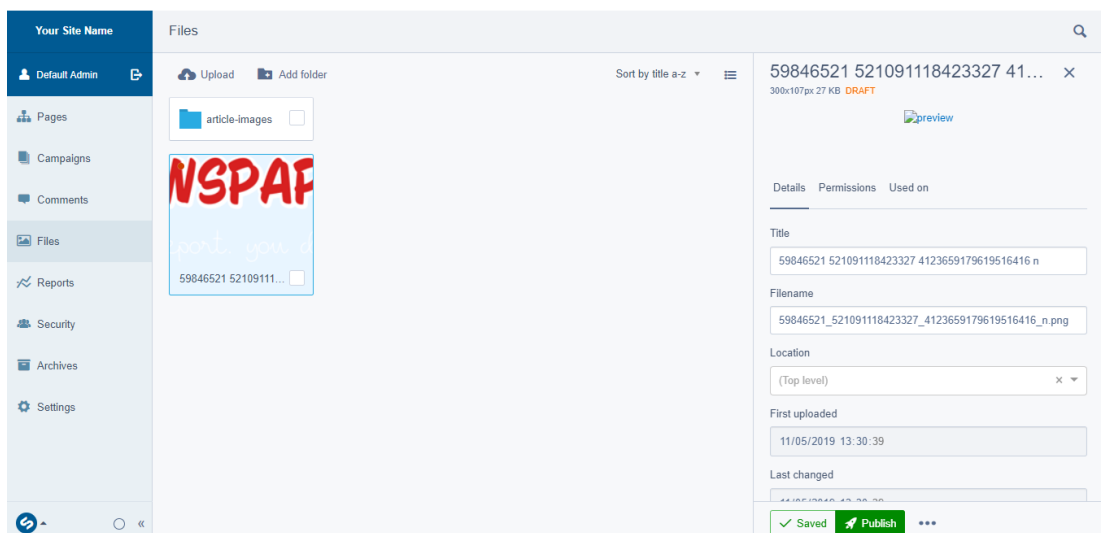 Your Site Name
Files
Default Admin
Pages
Campaigns
Comments
Files
Reports
Security
Archives
Settings
Upload
Add folder
Sort by title a-z
article-images
NSPAP
port. you d
59846521 52109111...
59846521 521091118423327 41...
300x107px 27 KB DRAFT
preview
Details Permissions Used on
Title
59846521 521091118423327 4123659179619516416 n
Filename
59846521_521091118423327_4123659179619516416_n.png
Location
(Top level)
First uploaded
11/05/2019 13:30:39
Last changed
Saved
Publish